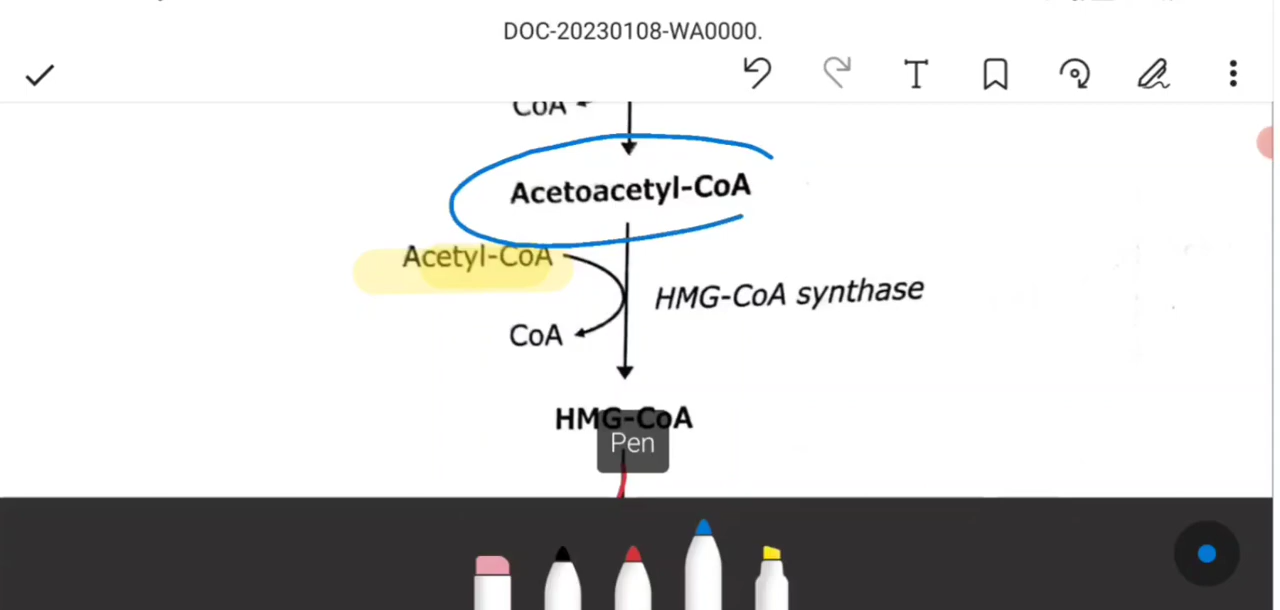 DOC-20230108-WA0000.
CoA
Acetoacetyl-CoA
Acetyl-CoA
HMG-CoA synthase
CoA
HMG-CoA
Pen